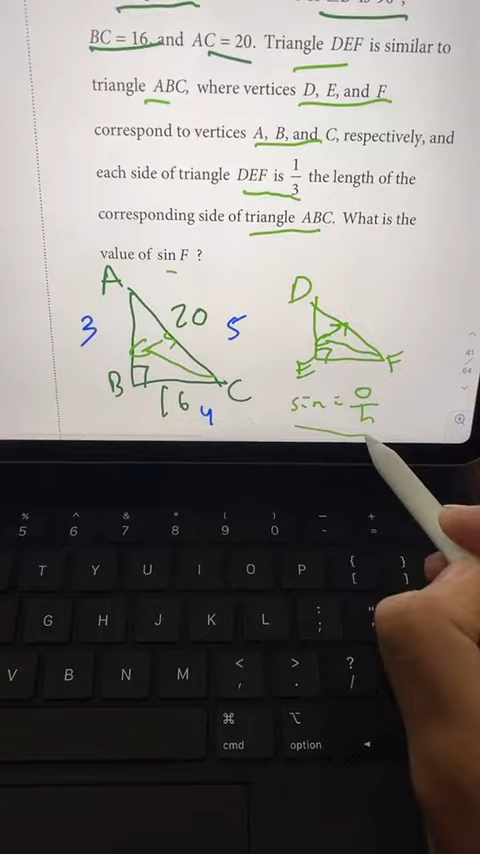 BC = 16, and AC = 20. Triangle DEF is similar to
triangle ABC, where vertices D, E, and F
correspond to vertices A, B, and C, respectively, and
each side of triangle DEF is 1/3 the length of the
corresponding side of triangle ABC. What is the
value of sin F ?
A
D
3
20
5
B
C
E
F
16
4
sin = o/h
41
64
%
5
^
6
&
7
*
8
(
9
)
0
_
-
+
=
T
Y
U
I
O
P
{
[
}
]
G
H
J
K
L
:
;
"
V
B
N
M
<
,
>
.
?
/
⌘
cmd
⌥
option
◄